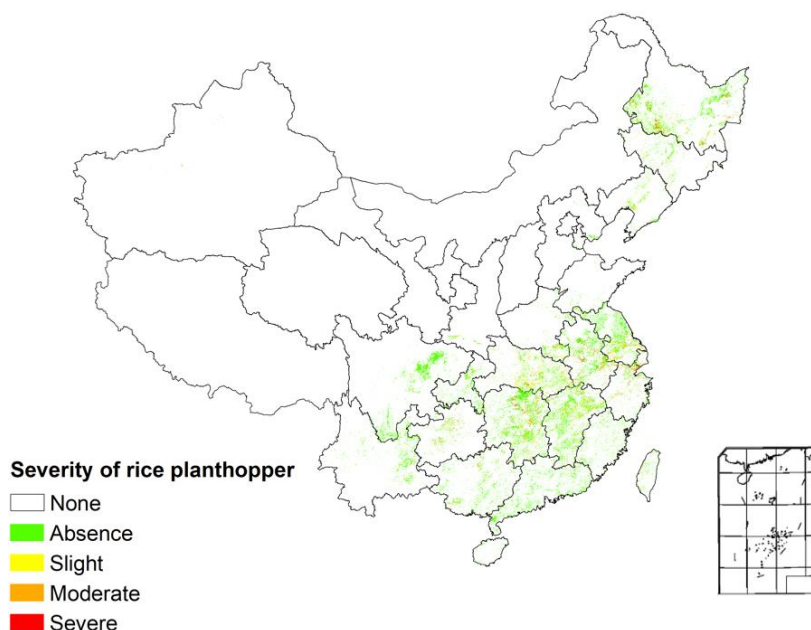 Severity of rice planthopper
None
Absence
Slight
Moderate
Severe